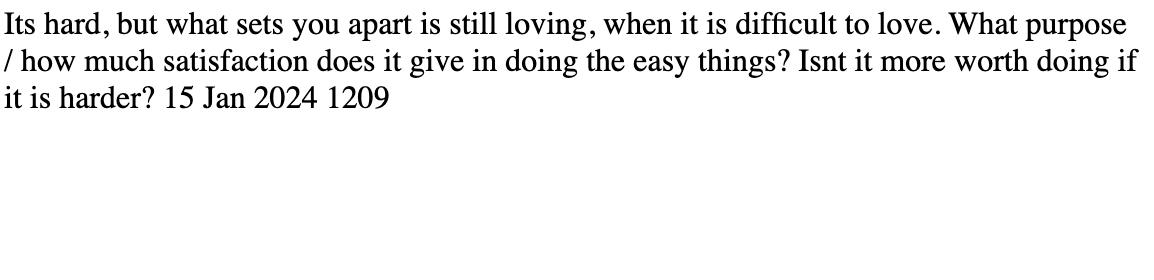 Its hard, but what sets you apart is still loving, when it is difficult to love. What purpose
/ how much satisfaction does it give in doing the easy things? Isnt it more worth doing if
it is harder? 15 Jan 2024 1209